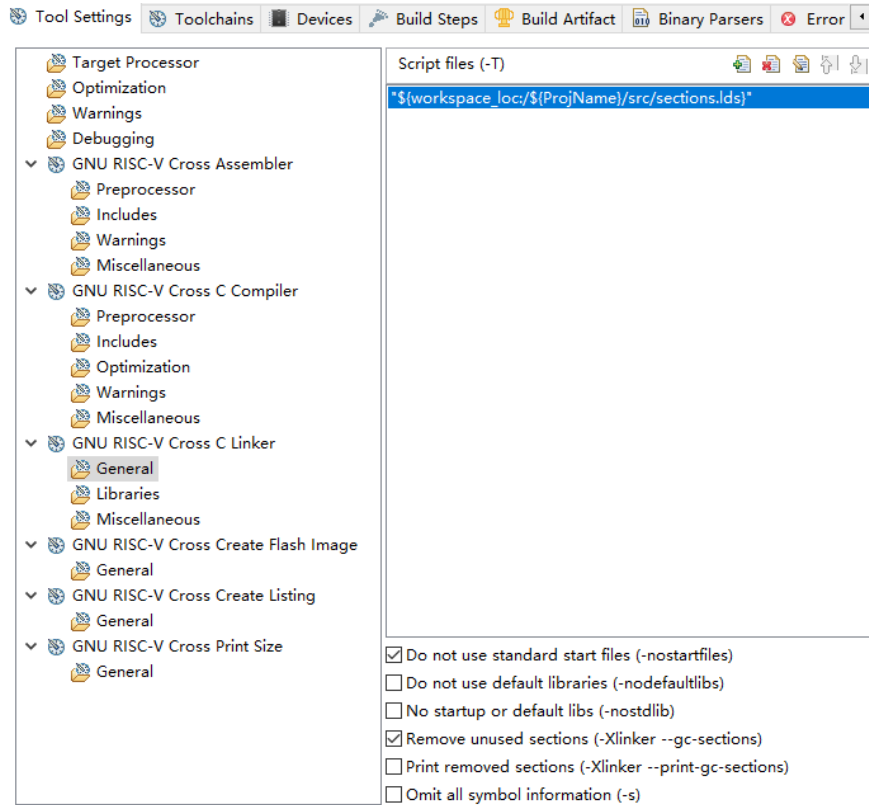 Tool Settings Toolchains Devices Build Steps Build Artifact Binary Parsers Error
Target Processor
Optimization
Warnings
Debugging
GNU RISC-V Cross Assembler
Preprocessor
Includes
Warnings
Miscellaneous
GNU RISC-V Cross C Compiler
Preprocessor
Includes
Optimization
Warnings
Miscellaneous
GNU RISC-V Cross C Linker
General
Libraries
Miscellaneous
GNU RISC-V Cross Create Flash Image
General
GNU RISC-V Cross Create Listing
General
GNU RISC-V Cross Print Size
General
Script files (-T)
"${workspace_loc:/${ProjName}/src/sections.lds}"
Do not use standard start files (-nostartfiles)
Do not use default libraries (-nodefaultlibs)
No startup or default libs (-nostdlib)
Remove unused sections (-Xlinker --gc-sections)
Print removed sections (-Xlinker --print-gc-sections)
Omit all symbol information (-s)